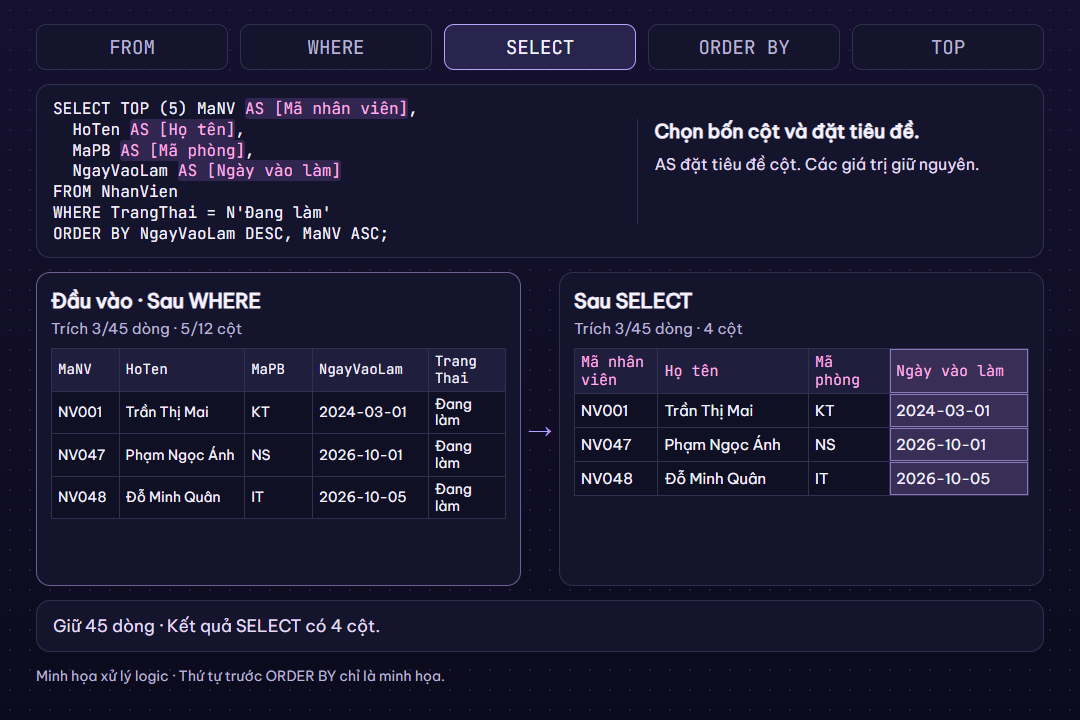 FROM
WHERE
SELECT
ORDER BY
TOP
SELECT TOP (5) MaNV AS [Mã nhân viên],
HoTen AS [Họ tên],
MaPB AS [Mã phòng],
NgayVaoLam AS [Ngày vào làm]
FROM NhanVien
WHERE TrangThai = N'Đang làm'
ORDER BY NgayVaoLam DESC, MaNV ASC;
Chọn bốn cột và đặt tiêu đề.
AS đặt tiêu đề cột. Các giá trị giữ nguyên.
Đầu vào · Sau WHERE
Trích 3/45 dòng · 5/12 cột
MaNV HoTen MaPB NgayVaoLam Trang
Thai
NV001 Trần Thị Mai KT 2024-03-01 Đang
làm
NV047 Phạm Ngọc Ánh NS 2026-10-01 Đang
làm
NV048 Đỗ Minh Quân IT 2026-10-05 Đang
làm
→
Sau SELECT
Trích 3/45 dòng · 4 cột
Mã nhân
viên
Họ tên
Mã
phòng
Ngày vào làm
NV001 Trần Thị Mai KT 2024-03-01
NV047 Phạm Ngọc Ánh NS 2026-10-01
NV048 Đỗ Minh Quân IT 2026-10-05
Giữ 45 dòng · Kết quả SELECT có 4 cột.
Minh họa xử lý logic · Thứ tự trước ORDER BY chỉ là minh họa.